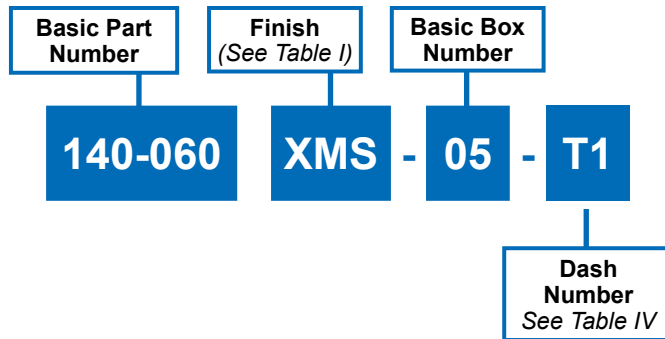 Basic Part
Number
Finish
(See Table I)
Basic Box
Number
140-060 XMS - 05 - T1
Dash
Number
See Table IV